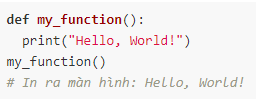 def my_function():
  print("Hello, World!")
my_function()
# In ra màn hình: Hello, World!